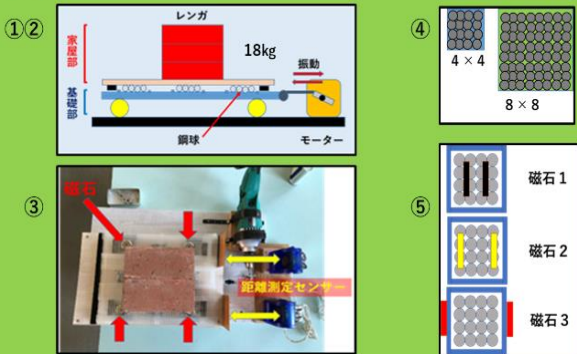 ①②
レンガ
18kg
家屋部
基礎部
振動
鋼球
モーター
③
磁石
距離測定センサー
④
4 × 4
8 × 8
⑤
磁石 1
磁石 2
磁石 3